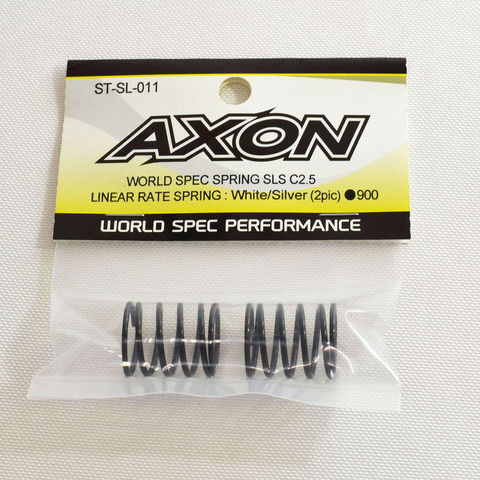 ST-SL-011
AXON
WORLD SPEC SPRING SLS C2.5
LINEAR RATE SPRING : White/Silver (2pic) ●900
WORLD SPEC PERFORMANCE